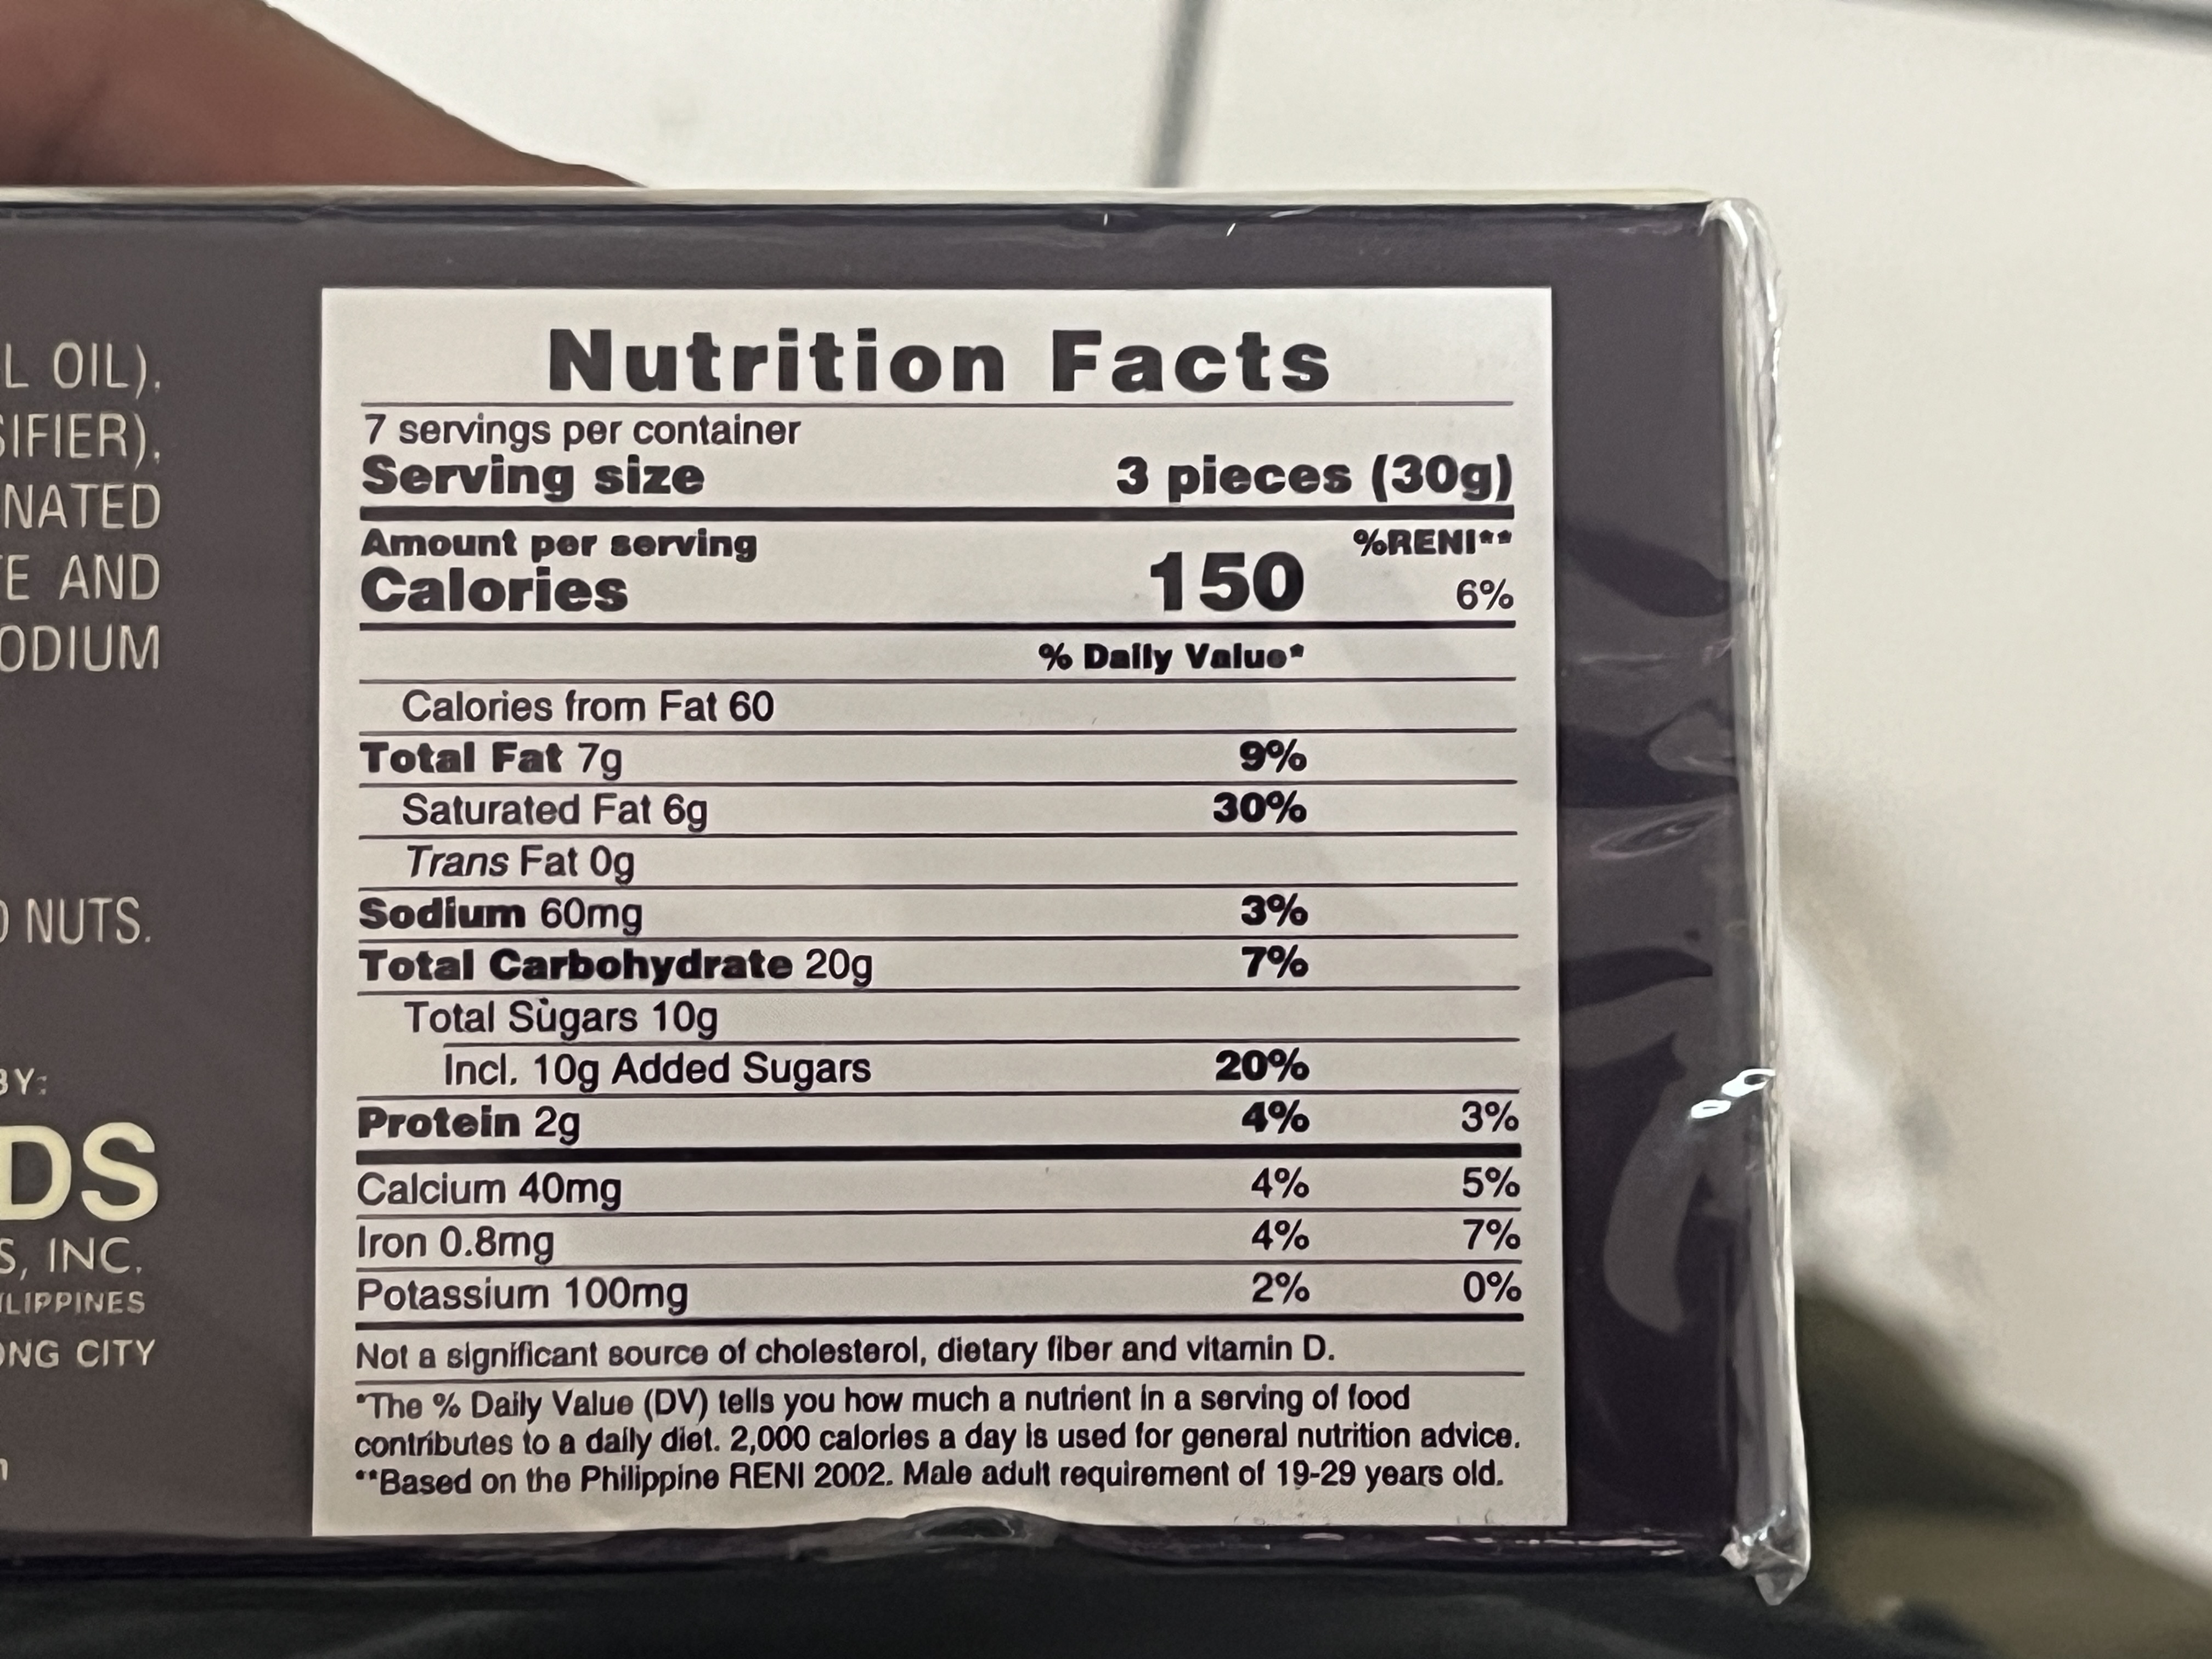 L OIL),
SIFIER),
NATED
E AND
ODIUM
NUTS.
BY:
DS
S, INC.
LIPPINES
ONG CITY
Nutrition Facts
7 servings per container
Serving size 3 pieces (30g)
Amount per serving %RENI**
Calories 150 6%
% Daily Value*
Calories from Fat 60
Total Fat 7g 9%
Saturated Fat 6g 30%
Trans Fat 0g
Sodium 60mg 3%
Total Carbohydrate 20g 7%
Total Sugars 10g
Incl. 10g Added Sugars 20%
Protein 2g 4% 3%
Calcium 40mg 4% 5%
Iron 0.8mg 4% 7%
Potassium 100mg 2% 0%
Not a significant source of cholesterol, dietary fiber and vitamin D.
*The % Daily Value (DV) tells you how much a nutrient in a serving of food
contributes to a daily diet. 2,000 calories a day is used for general nutrition advice.
**Based on the Philippine RENI 2002. Male adult requirement of 19-29 years old.